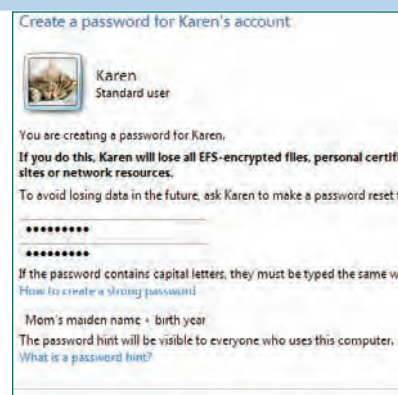 Create a password for Karen's account
Karen
Standard user
You are creating a password for Karen.
If you do this, Karen will lose all EFS-encrypted files, personal certifi
sites or network resources.
To avoid losing data in the future, ask Karen to make a password reset
•••••••••
•••••••••
If the password contains capital letters, they must be typed the same w
How to create a strong password
Mom's maiden name + birth year
The password hint will be visible to everyone who uses this computer.
What is a password hint?